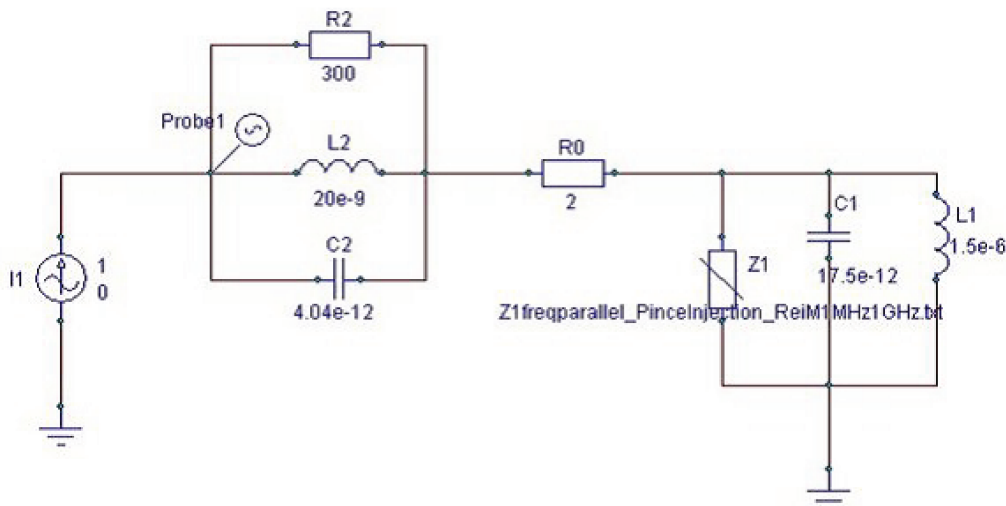 R2
300
Probe1
L2
20e-9
C2
4.04e-12
R0
2
I1
1
0
Z1
Z1freqparallel_PinceInjection_ReiM1MHz1GHz.txt
C1
17.5e-12
L1
1.5e-6